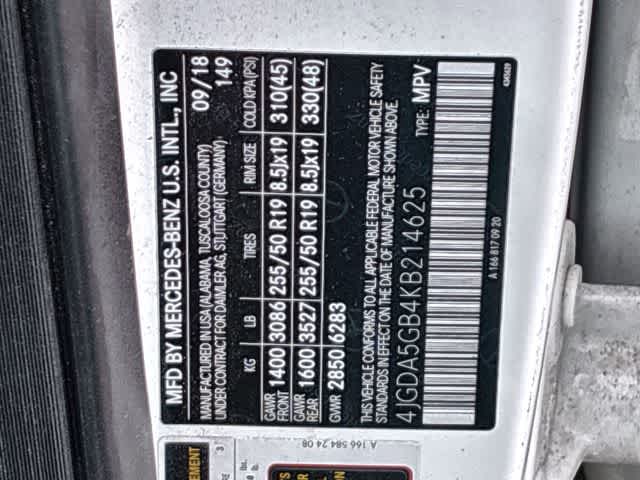 MFD BY MERCEDES-BENZ U.S. INTL., INC
MANUFACTURED IN USA (ALABAMA, TUSCALOOSA COUNTY) 09/18
UNDER CONTRACT FOR DAIMLER AG, STUTTGART (GERMANY) 149
KG LB TIRES RIM SIZE COLD KPA (PSI)
GAWR FRONT 1400 3086 255/50 R19 8.5Jx19 310(45)
GAWR REAR 1600 3527 255/50 R19 8.5Jx19 330(48)
GVWR 2850 6283
THIS VEHICLE CONFORMS TO ALL APPLICABLE FEDERAL MOTOR VEHICLE SAFETY
STANDARDS IN EFFECT ON THE DATE OF MANUFACTURE SHOWN ABOVE.
4JGDA5GB4KB214625 TYPE: MPV
A 166 817 09 20
A 166 584 24 08
EMENT